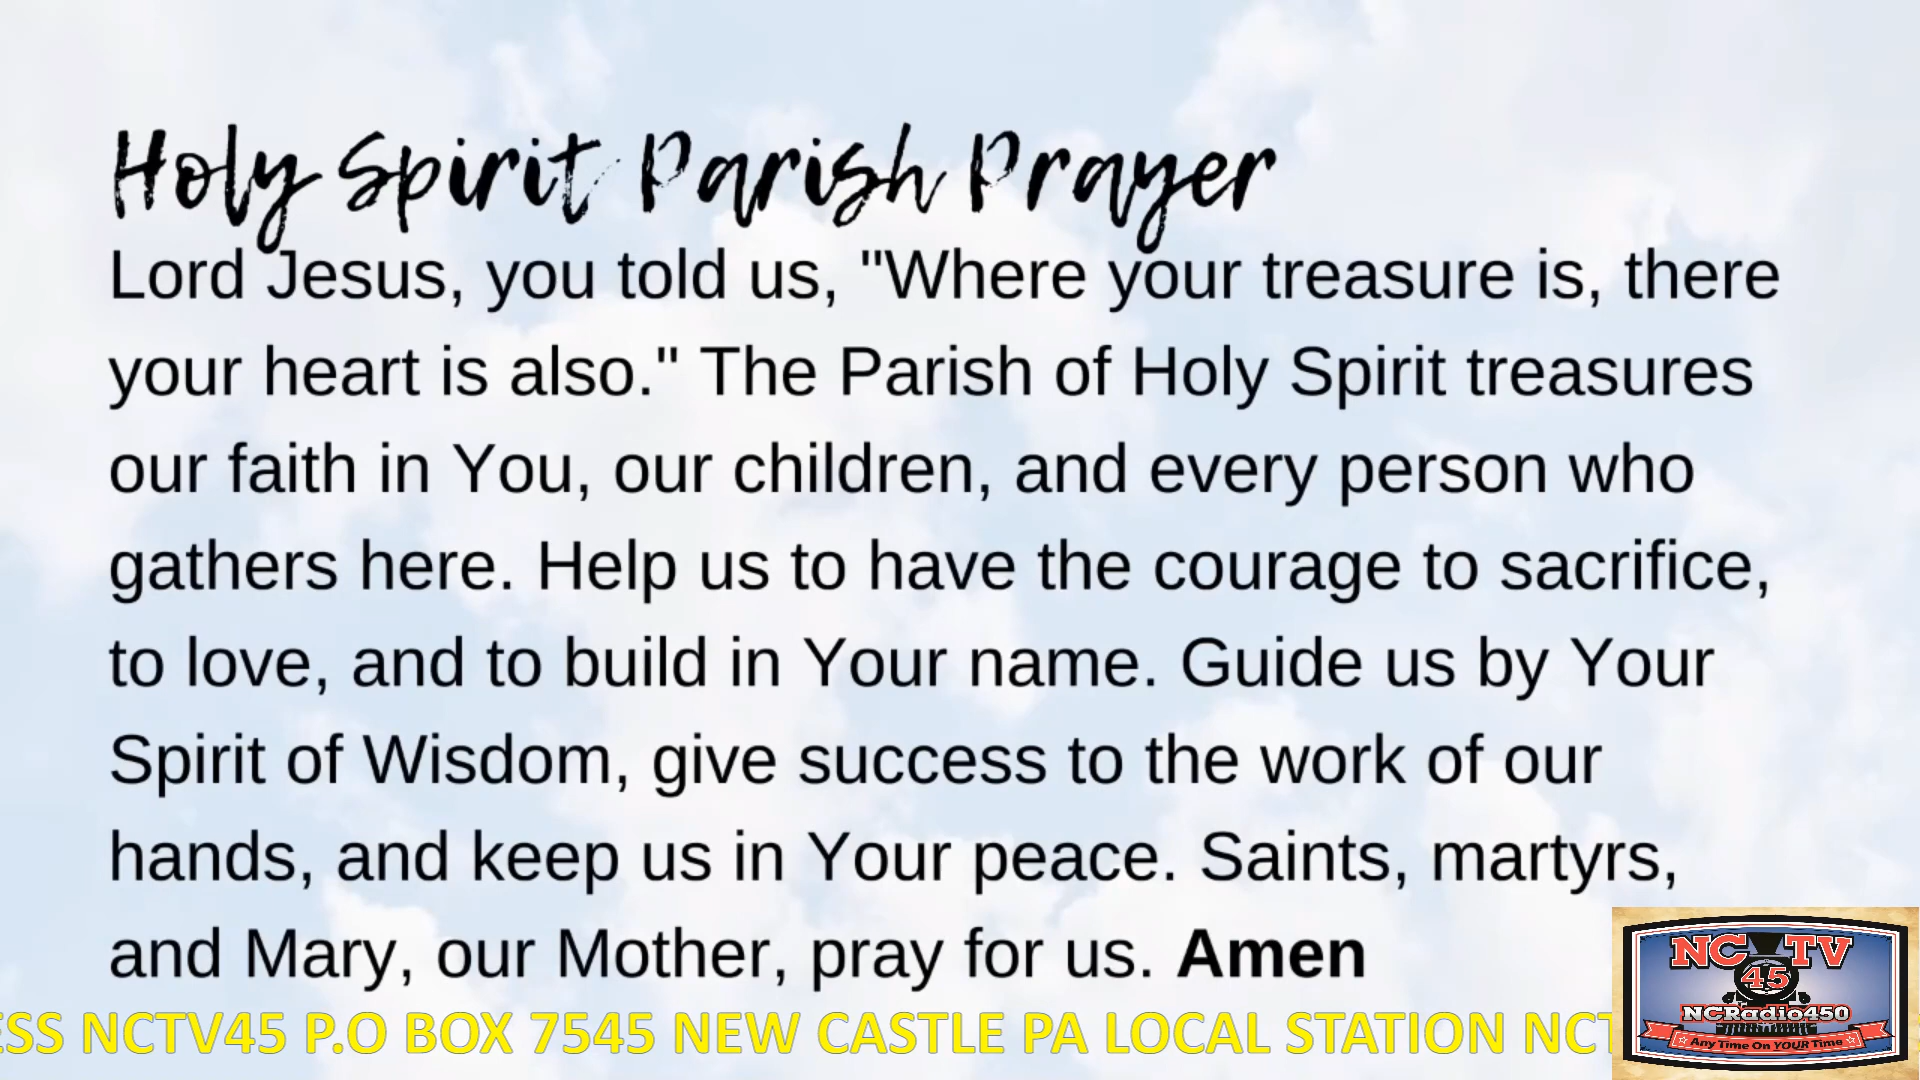 Holy Spirit Parish Prayer
Lord Jesus, you told us, "Where your treasure is, there
your heart is also." The Parish of Holy Spirit treasures
our faith in You, our children, and every person who
gathers here. Help us to have the courage to sacrifice,
to love, and to build in Your name. Guide us by Your
Spirit of Wisdom, give success to the work of our
hands, and keep us in Your peace. Saints, martyrs,
and Mary, our Mother, pray for us. Amen
ESS NCTV45 P.O BOX 7545 NEW CASTLE PA LOCAL STATION NCT
NC TV
45
NCRadio450
Any Time On YOUR Time